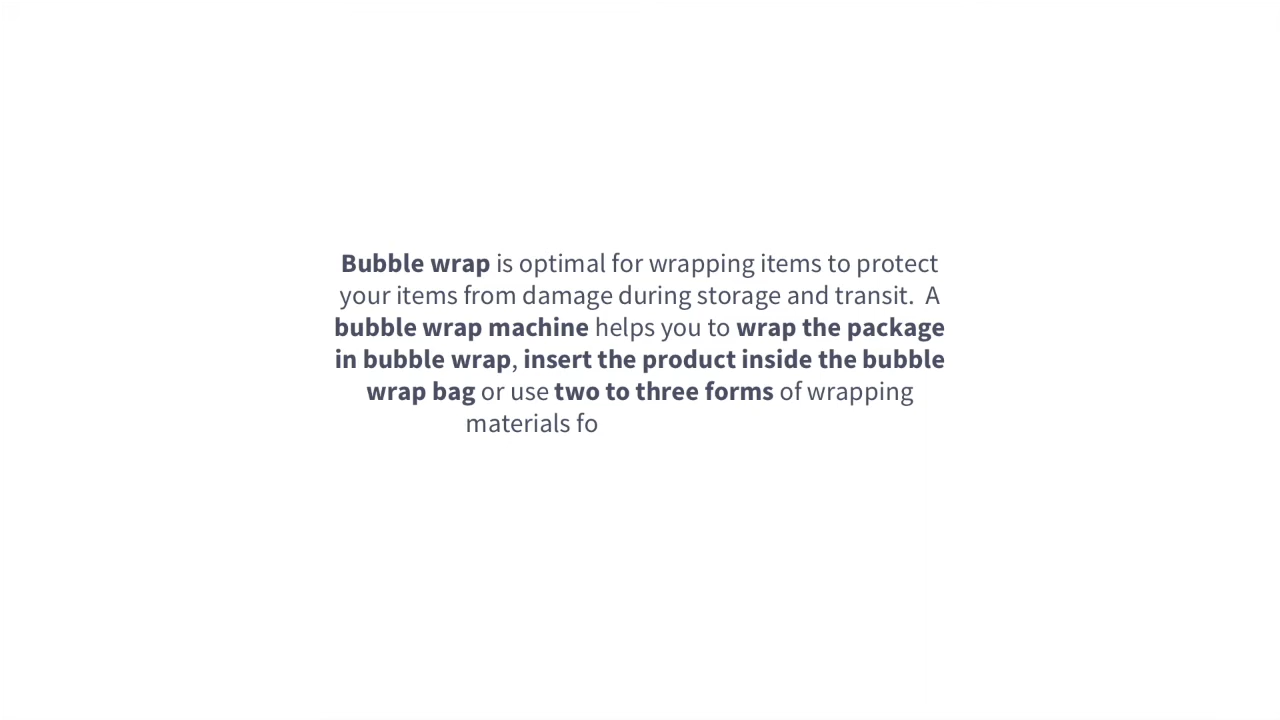 Bubble wrap is optimal for wrapping items to protect
your items from damage during storage and transit.  A
bubble wrap machine helps you to wrap the package
in bubble wrap, insert the product inside the bubble
wrap bag or use two to three forms of wrapping
materials fo